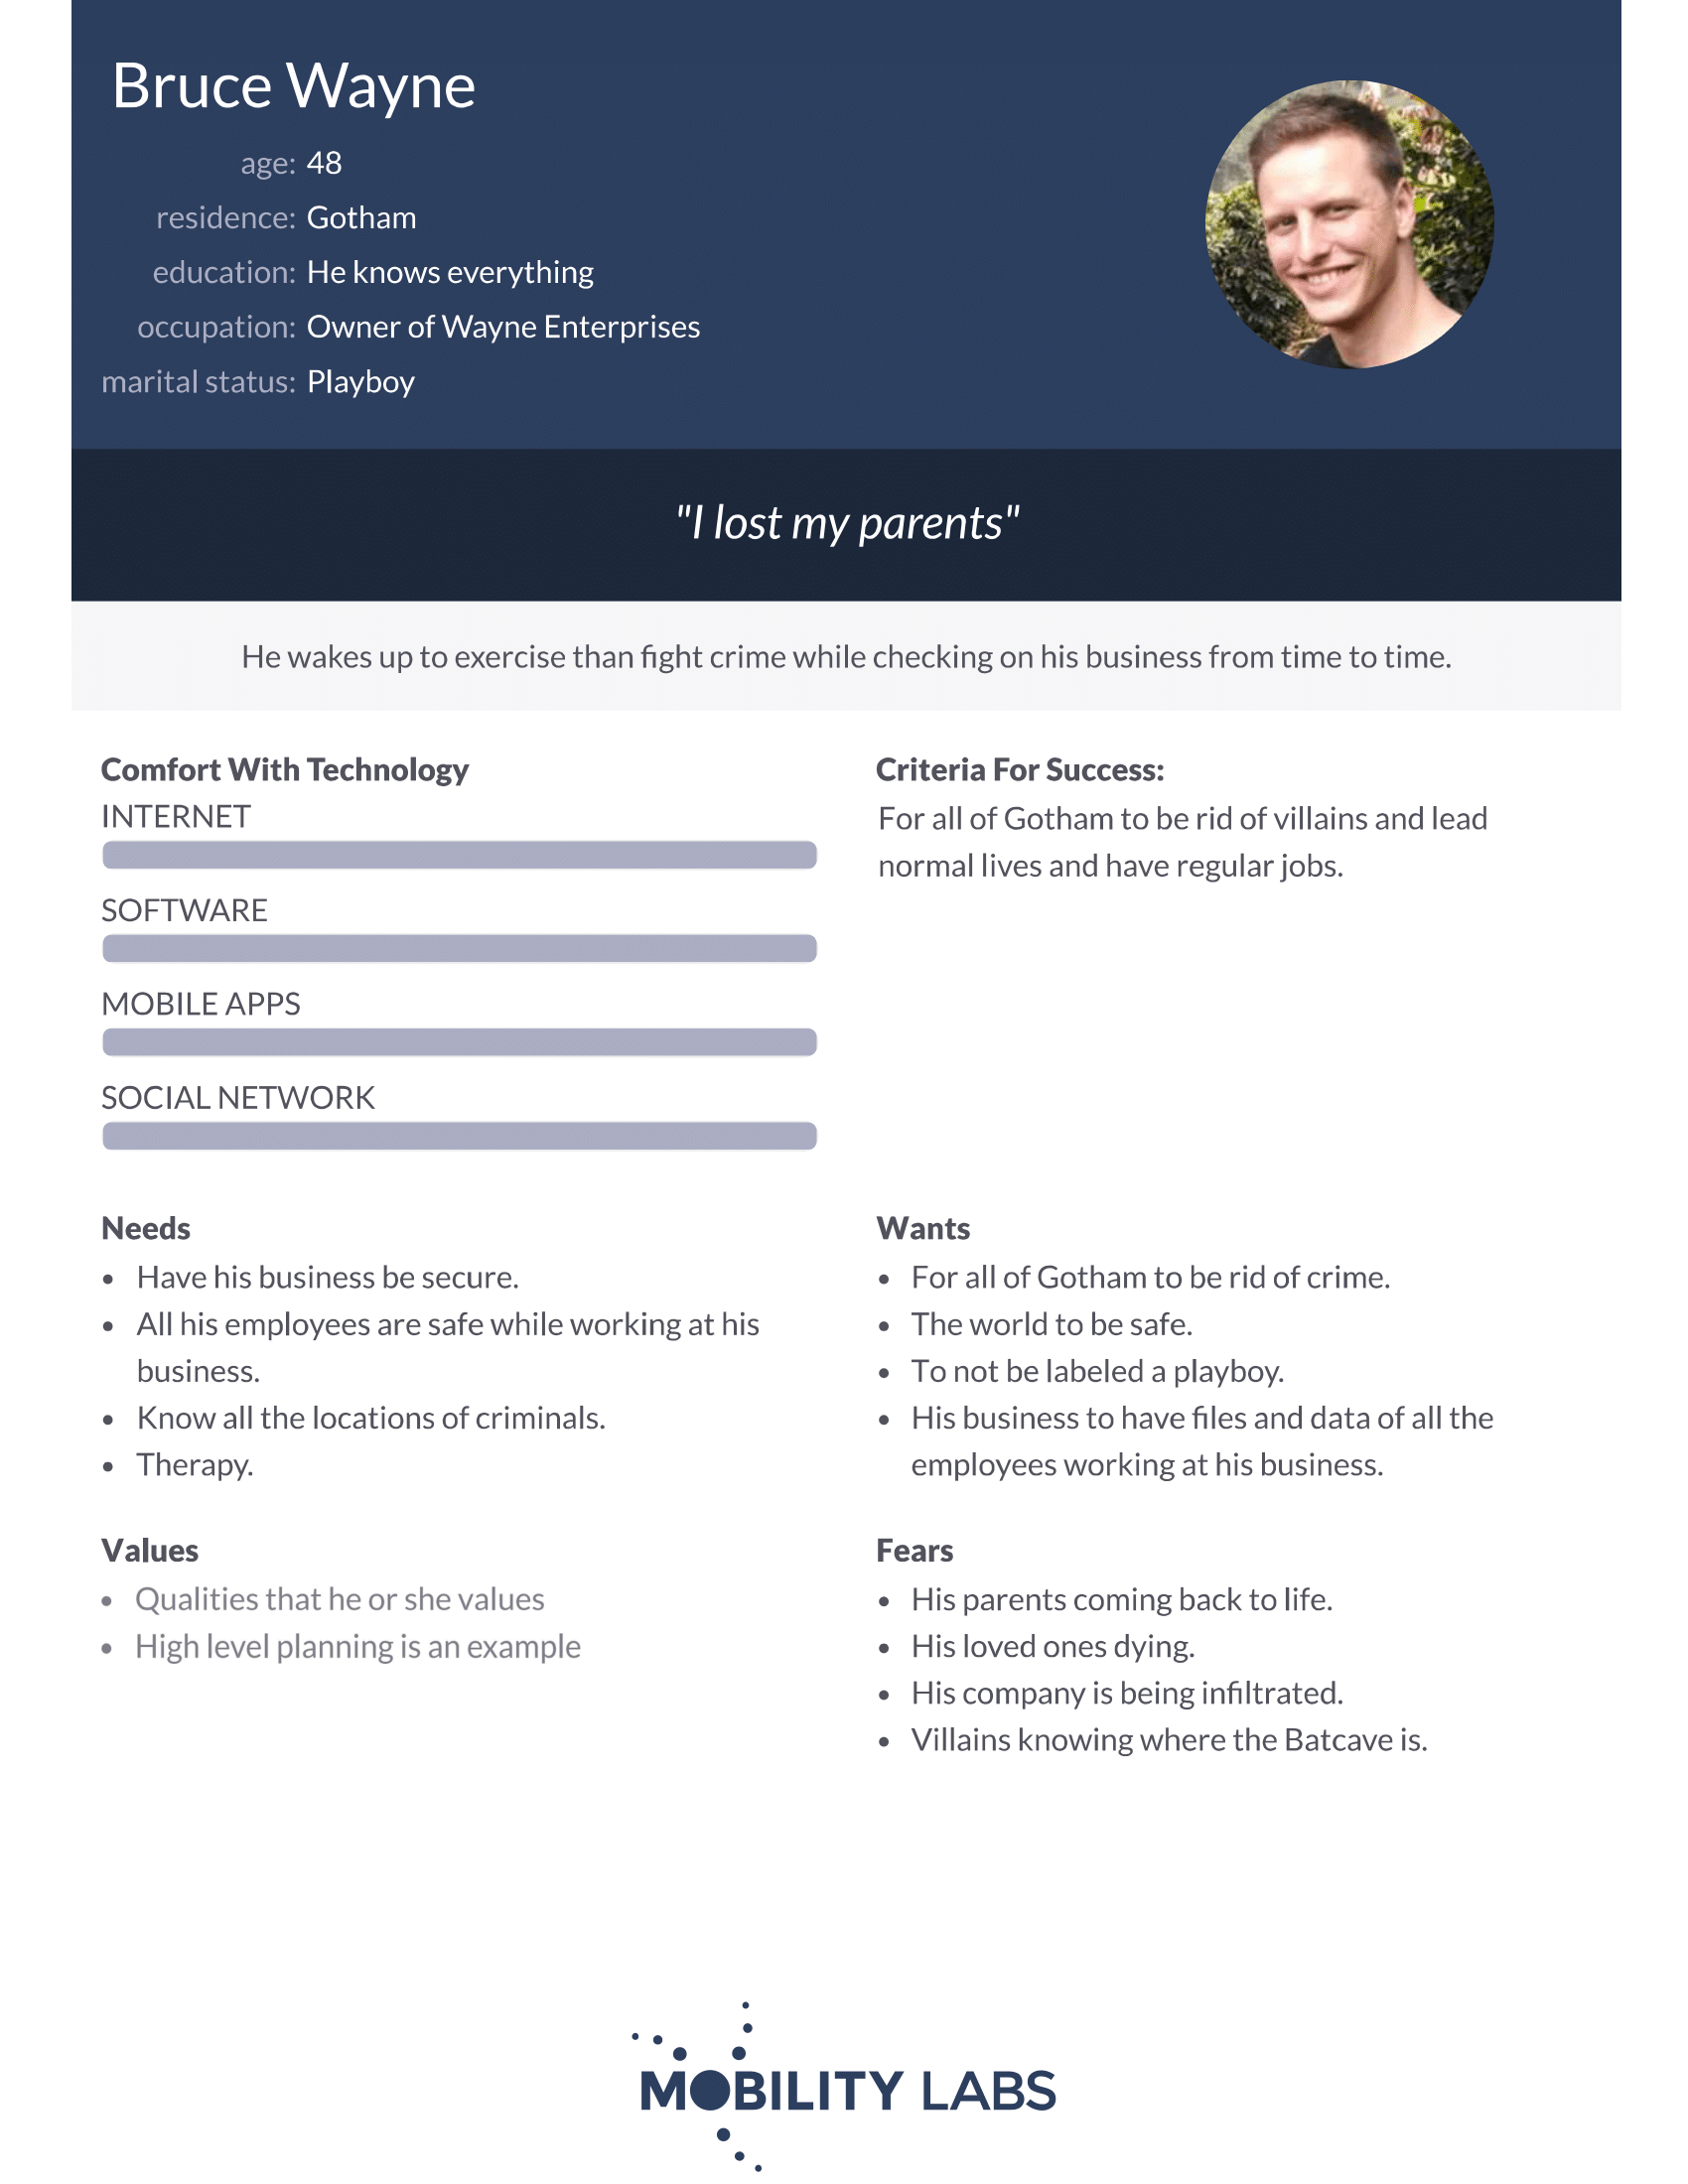 Bruce Wayne
age: 48
residence: Gotham
education: He knows everything
occupation: Owner of Wayne Enterprises
marital status: Playboy
"I lost my parents"
He wakes up to exercise than fight crime while checking on his business from time to time.
Comfort With Technology
INTERNET
SOFTWARE
MOBILE APPS
SOCIAL NETWORK
Criteria For Success:
For all of Gotham to be rid of villains and lead
normal lives and have regular jobs.
Needs
• Have his business be secure.
• All his employees are safe while working at his
business.
• Know all the locations of criminals.
• Therapy.
Wants
• For all of Gotham to be rid of crime.
• The world to be safe.
• To not be labeled a playboy.
• His business to have files and data of all the
employees working at his business.
Values
• Qualities that he or she values
• High level planning is an example
Fears
• His parents coming back to life.
• His loved ones dying.
• His company is being infiltrated.
• Villains knowing where the Batcave is.
MOBILITY LABS